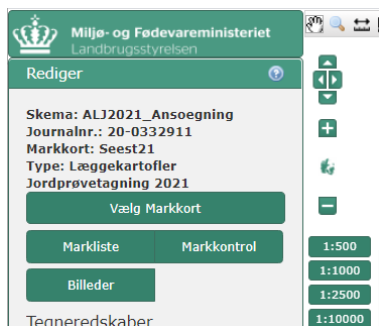 Miljø- og Fødevareministeriet
Landbrugsstyrelsen
Rediger
Skema: ALJ2021_Ansoegning
Journalnr.: 20-0332911
Markkort: Seest21
Type: Læggekartofler
Jordprøvetagning 2021
Vælg Markkort
Markliste
Markkontrol
Billeder
Tegneredskaber
1:500
1:1000
1:2500
1:10000